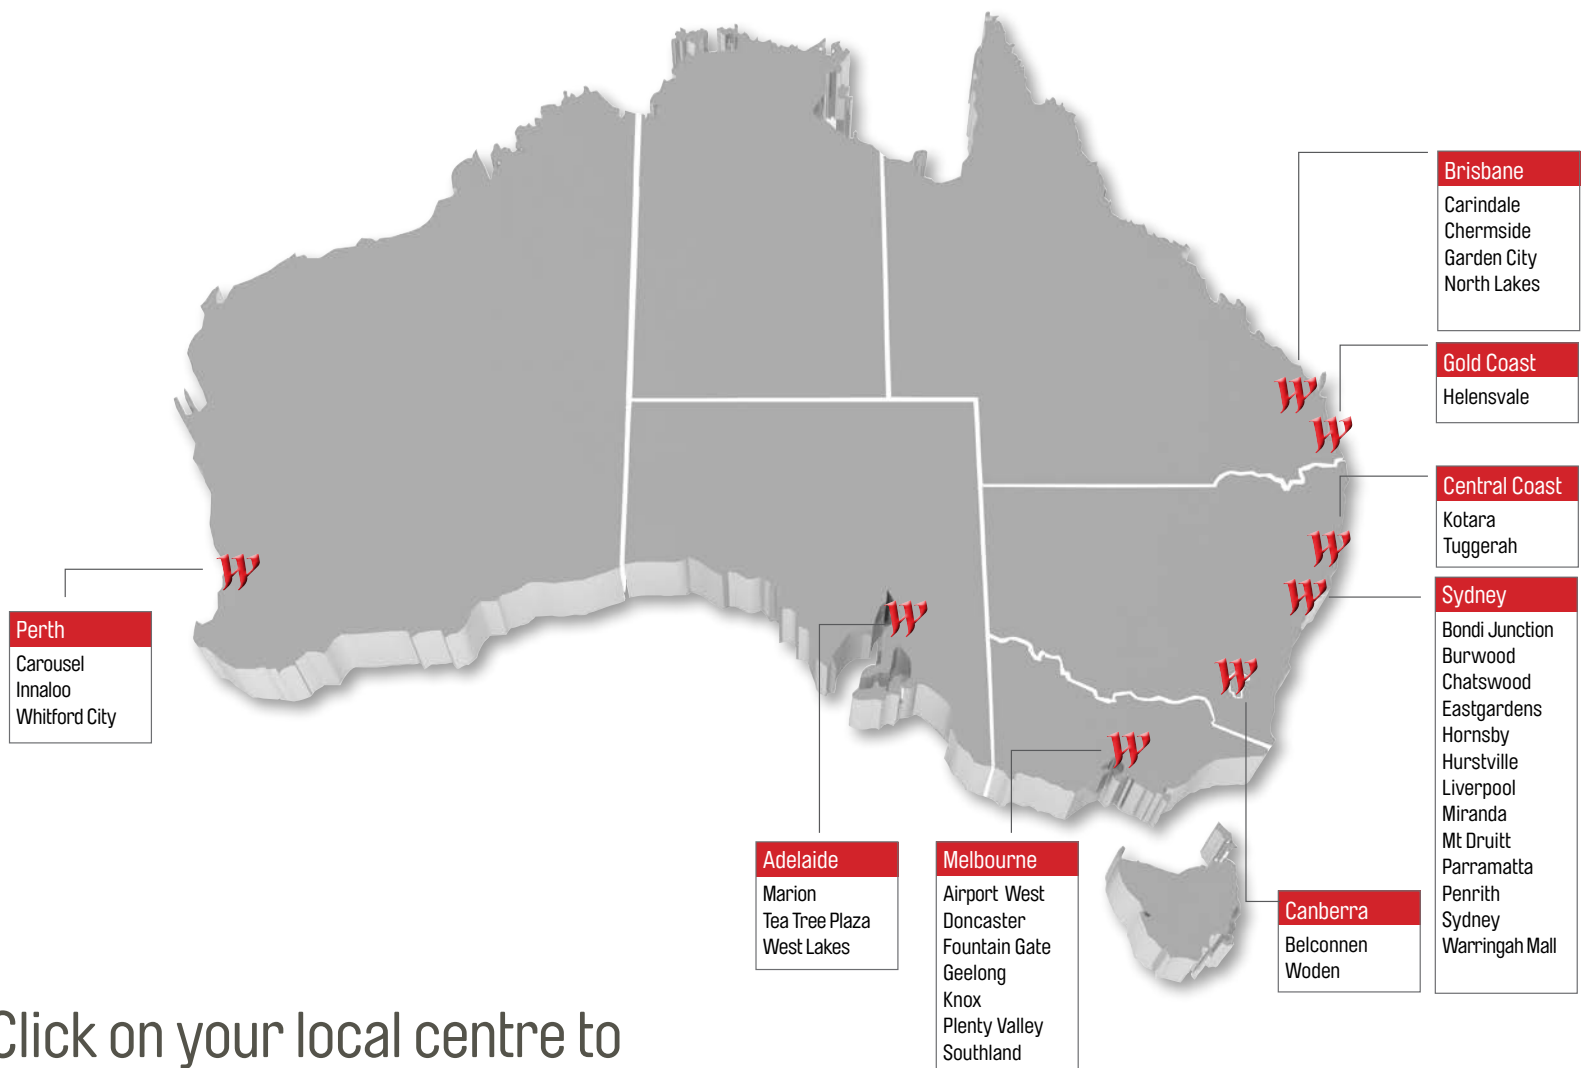 Brisbane
Carindale
Chermside
Garden City
North Lakes
Gold Coast
Helensvale
Central Coast
Kotara
Tuggerah
Sydney
Bondi Junction
Burwood
Chatswood
Eastgardens
Hornsby
Hurstville
Liverpool
Miranda
Mt Druitt
Parramatta
Penrith
Sydney
Warringah Mall
Perth
Carousel
Innaloo
Whitford City
Adelaide
Marion
Tea Tree Plaza
West Lakes
Melbourne
Airport West
Doncaster
Fountain Gate
Geelong
Knox
Plenty Valley
Southland
Canberra
Belconnen
Woden
Click on your local centre to